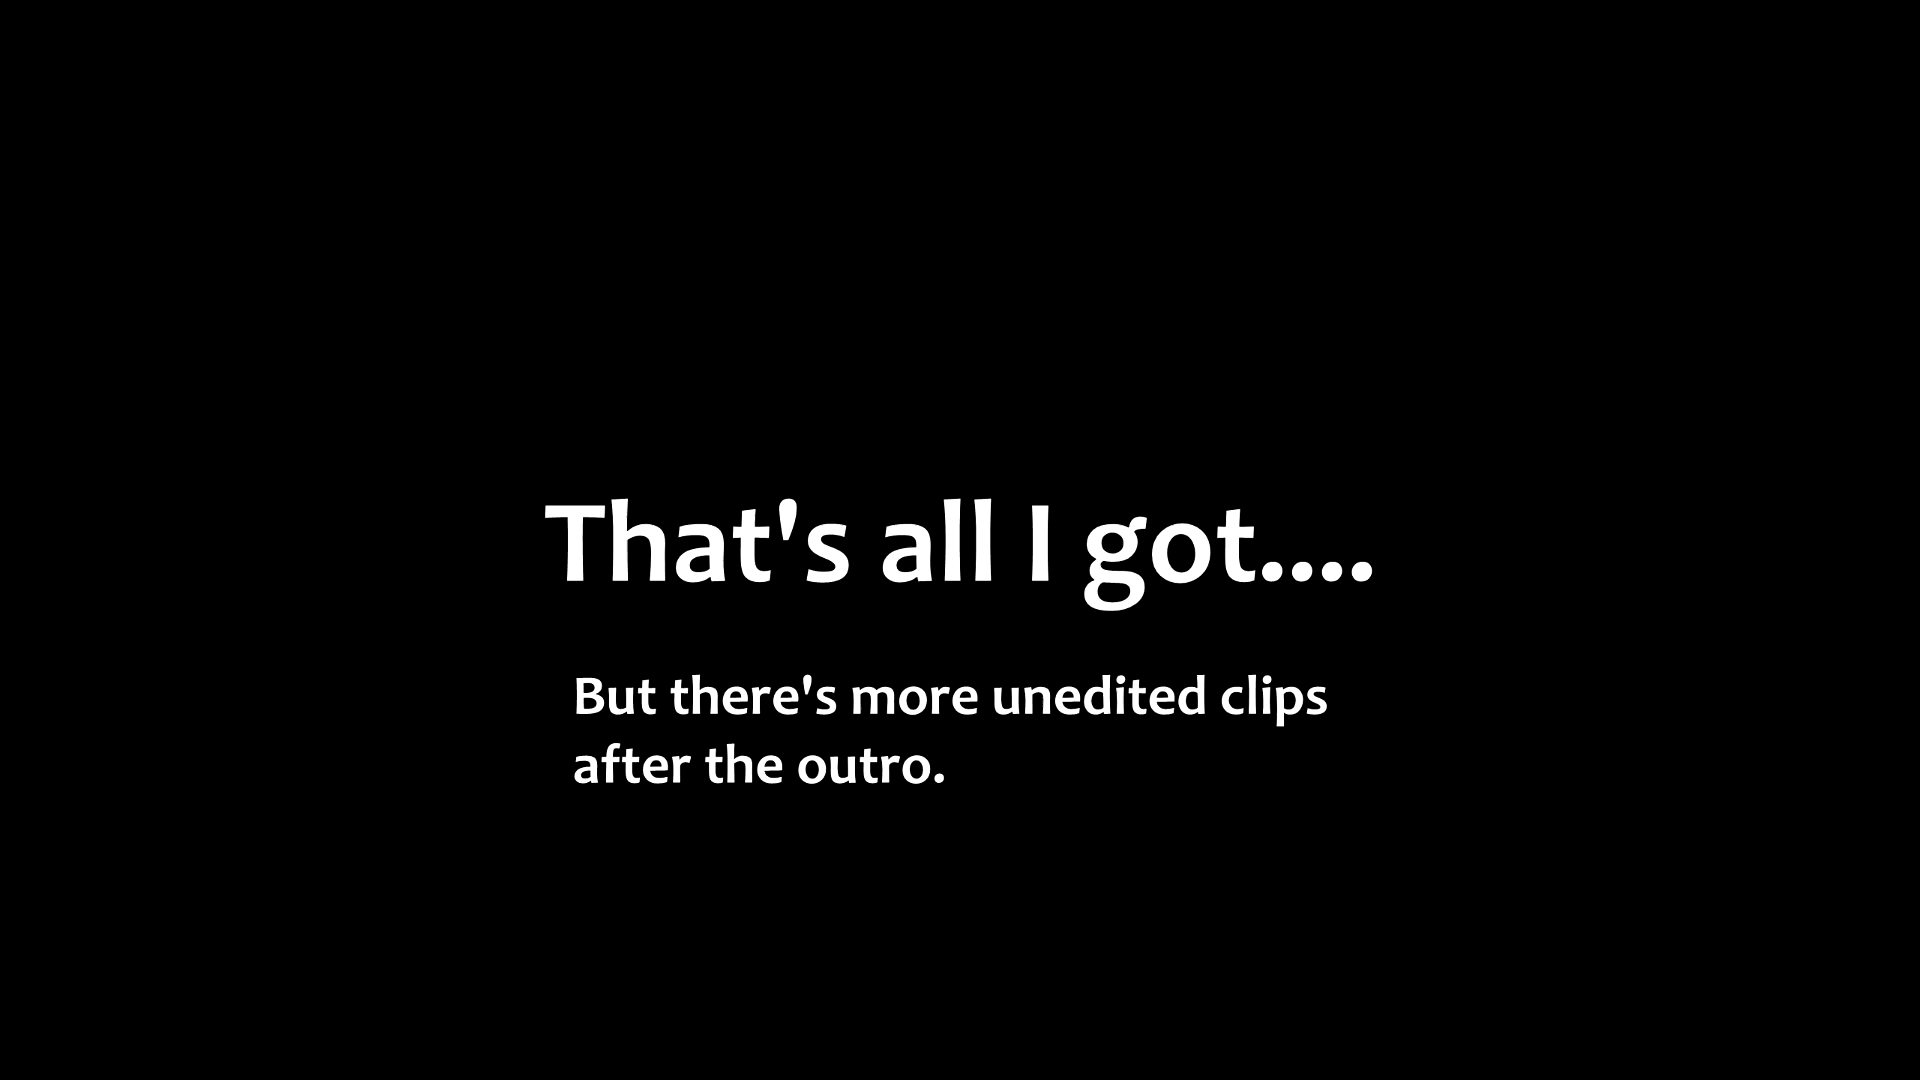 That's all I got....
But there's more unedited clips
after the outro.